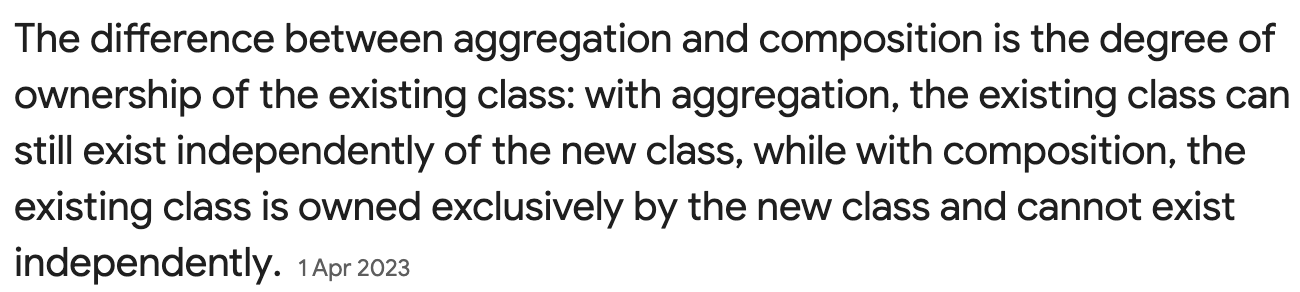 The difference between aggregation and composition is the degree of
ownership of the existing class: with aggregation, the existing class can
still exist independently of the new class, while with composition, the
existing class is owned exclusively by the new class and cannot exist
independently. 1 Apr 2023